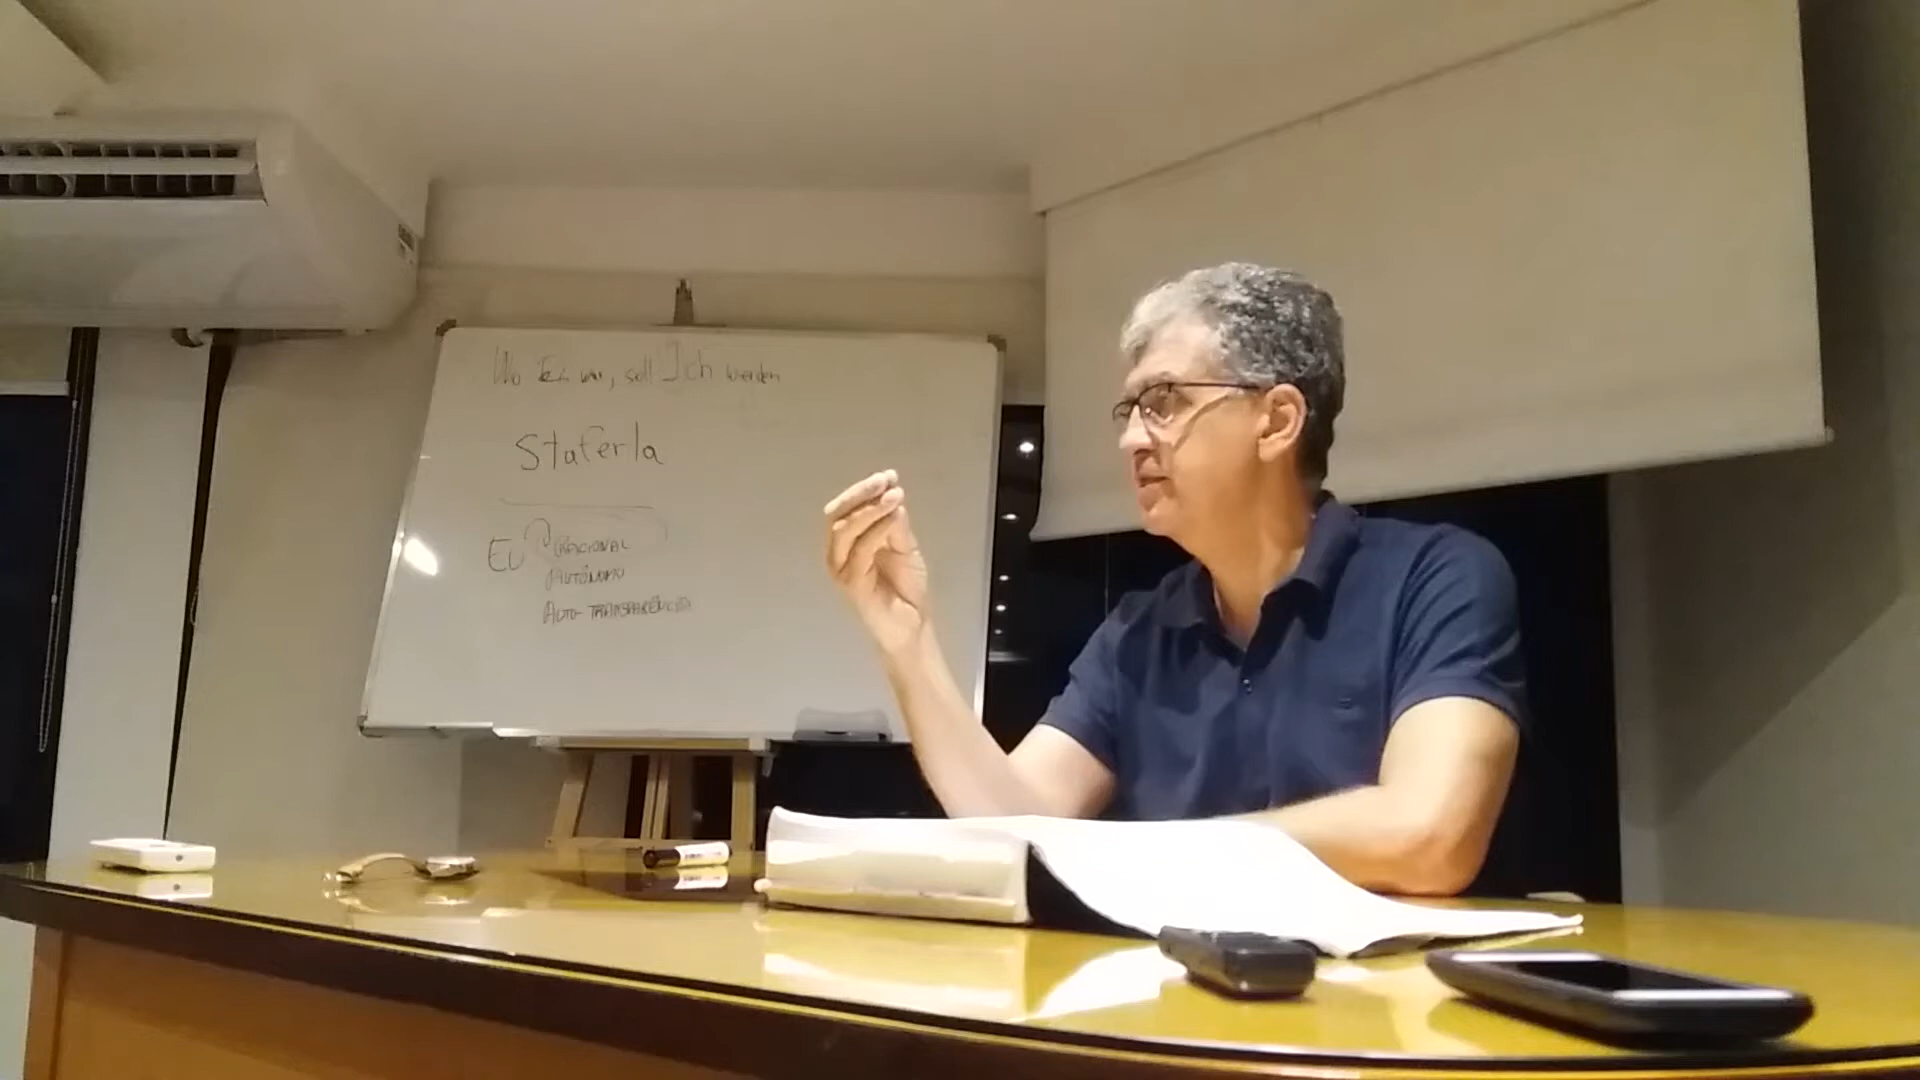 Wo Es war, soll Ich werden
Staferla
EU RACIONAL
AUTÔNOMO
AUTO-TRANSPARÊNCIA